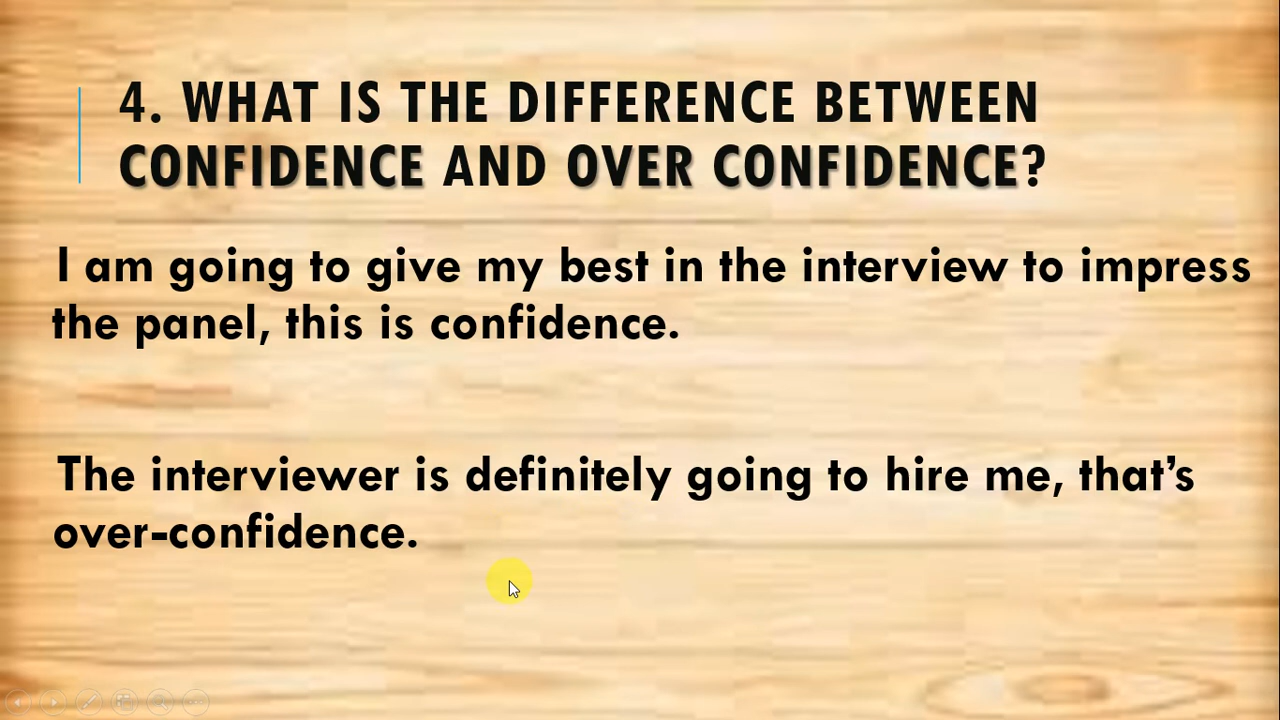 4. WHAT IS THE DIFFERENCE BETWEEN
CONFIDENCE AND OVER CONFIDENCE?
I am going to give my best in the interview to impress
the panel, this is confidence.
The interviewer is definitely going to hire me, that’s
over-confidence.